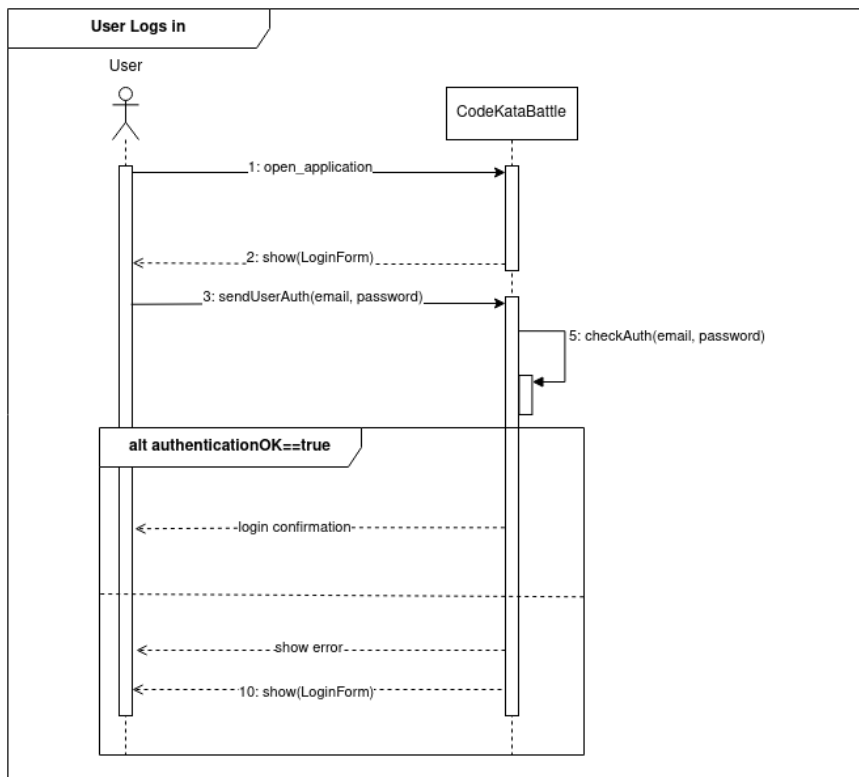 User Logs in
User
CodeKataBattle
1: open_application
2: show(LoginForm)
3: sendUserAuth(email, password)
5: checkAuth(email, password)
alt authenticationOK==true
login confirmation
show error
10: show(LoginForm)